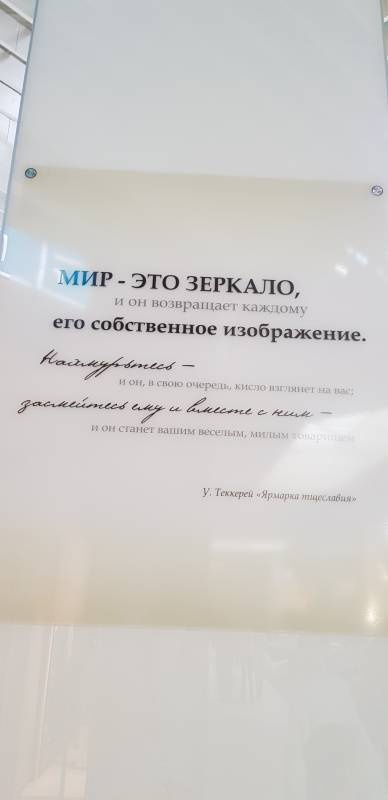 МИР - ЭТО ЗЕРКАЛО,
и он возвращает каждому
его собственное изображение.
Нахмурьтесь –
и он, в свою очередь, кисло взглянет на вас;
засмейтесь ему и вместе с ним –
и он станет вашим веселым, милым товарищем
У. Теккерей «Ярмарка тщеславия»